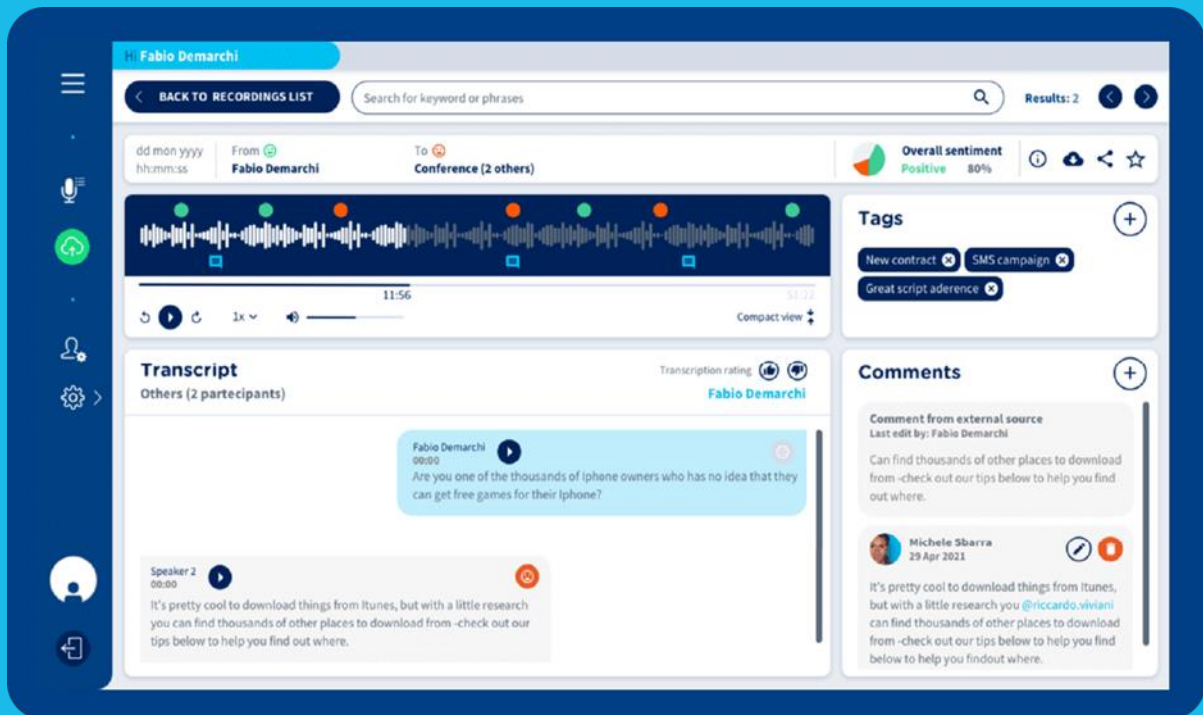 Hi Fabio Demarchi
BACK TO RECORDINGS LIST
Search for keyword or phrases
Results: 2
dd mon yyyy
hh:mm:ss
From
Fabio Demarchi
To
Conference (2 others)
Overall sentiment
Positive 80%
11:56
51:22
1x
Compact view
Tags
New contract
SMS campaign
Great script aderence
Transcript
Others (2 partecipants)
Transcription rating
Fabio Demarchi
Fabio Demarchi
00:00
Are you one of the thousands of Iphone owners who has no idea that they
can get free games for their Iphone?
Speaker 2
00:00
It's pretty cool to download things from Itunes, but with a little research
you can find thousands of other places to download from -check out our
tips below to help you find out where.
Comments
Comment from external source
Last edit by: Fabio Demarchi
Can find thousands of other places to download
from -check out our tips below to help you find
out where.
Michele Sbarra
29 Apr 2021
It's pretty cool to download things from Itunes,
but with a little research you @riccardo.viviani
can find thousands of other places to download
from -check out our tips below to help you find
below to help you findout where.